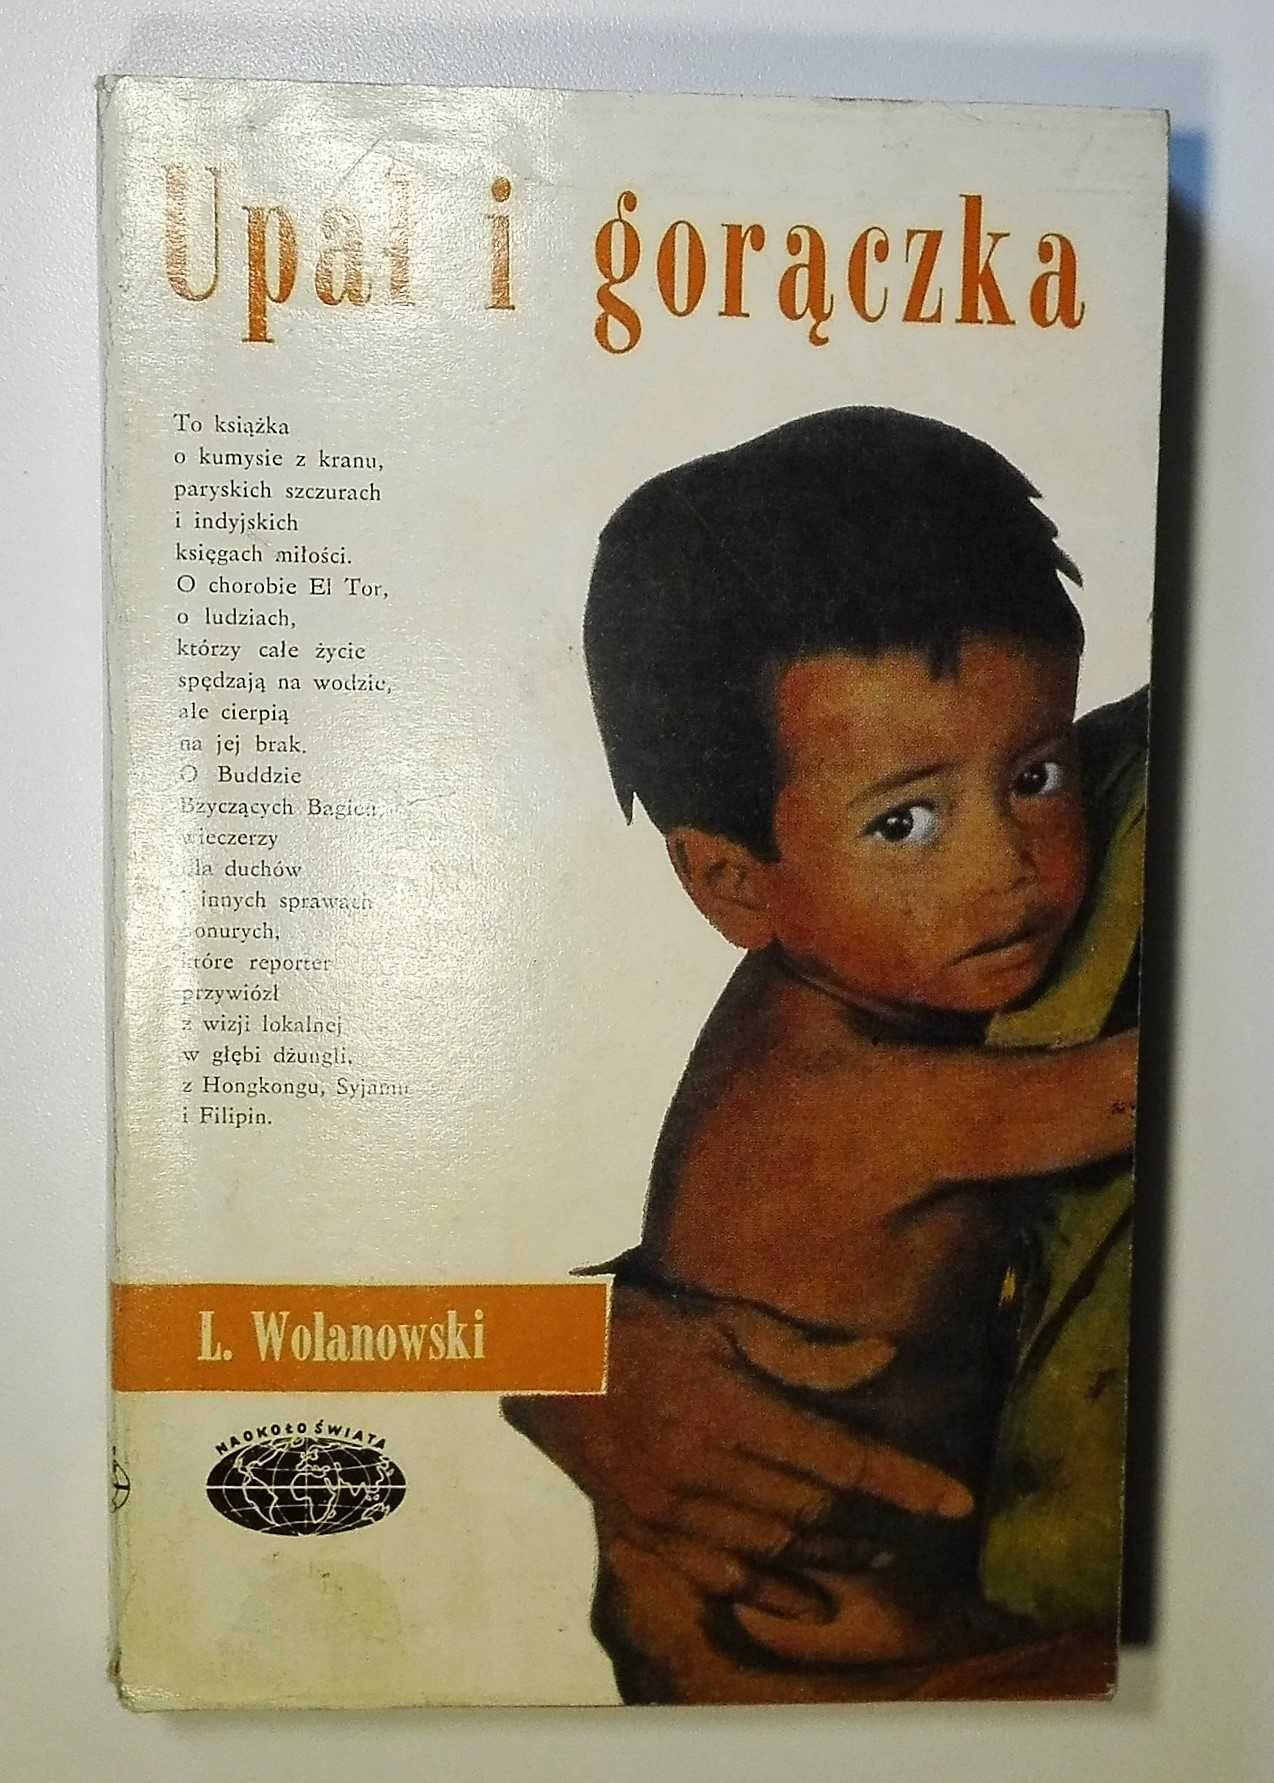 Upał i gorączka
To książka
o kumysie z kranu,
paryskich szczurach
i indyjskich
księgach miłości.
O chorobie El Tor,
o ludziach,
którzy całe życie
spędzają na wodzie,
ale cierpią
na jej brak.
O Buddzie
Bzyczących Bagien,
wieczerzy
dla duchów
i innych sprawach
ponurych,
które reporter
przywiózł
z wizji lokalnej
w głębi dżungli,
z Hongkongu, Syjamu
i Filipin.
L. Wolanowski
NAOKOŁO ŚWIATA